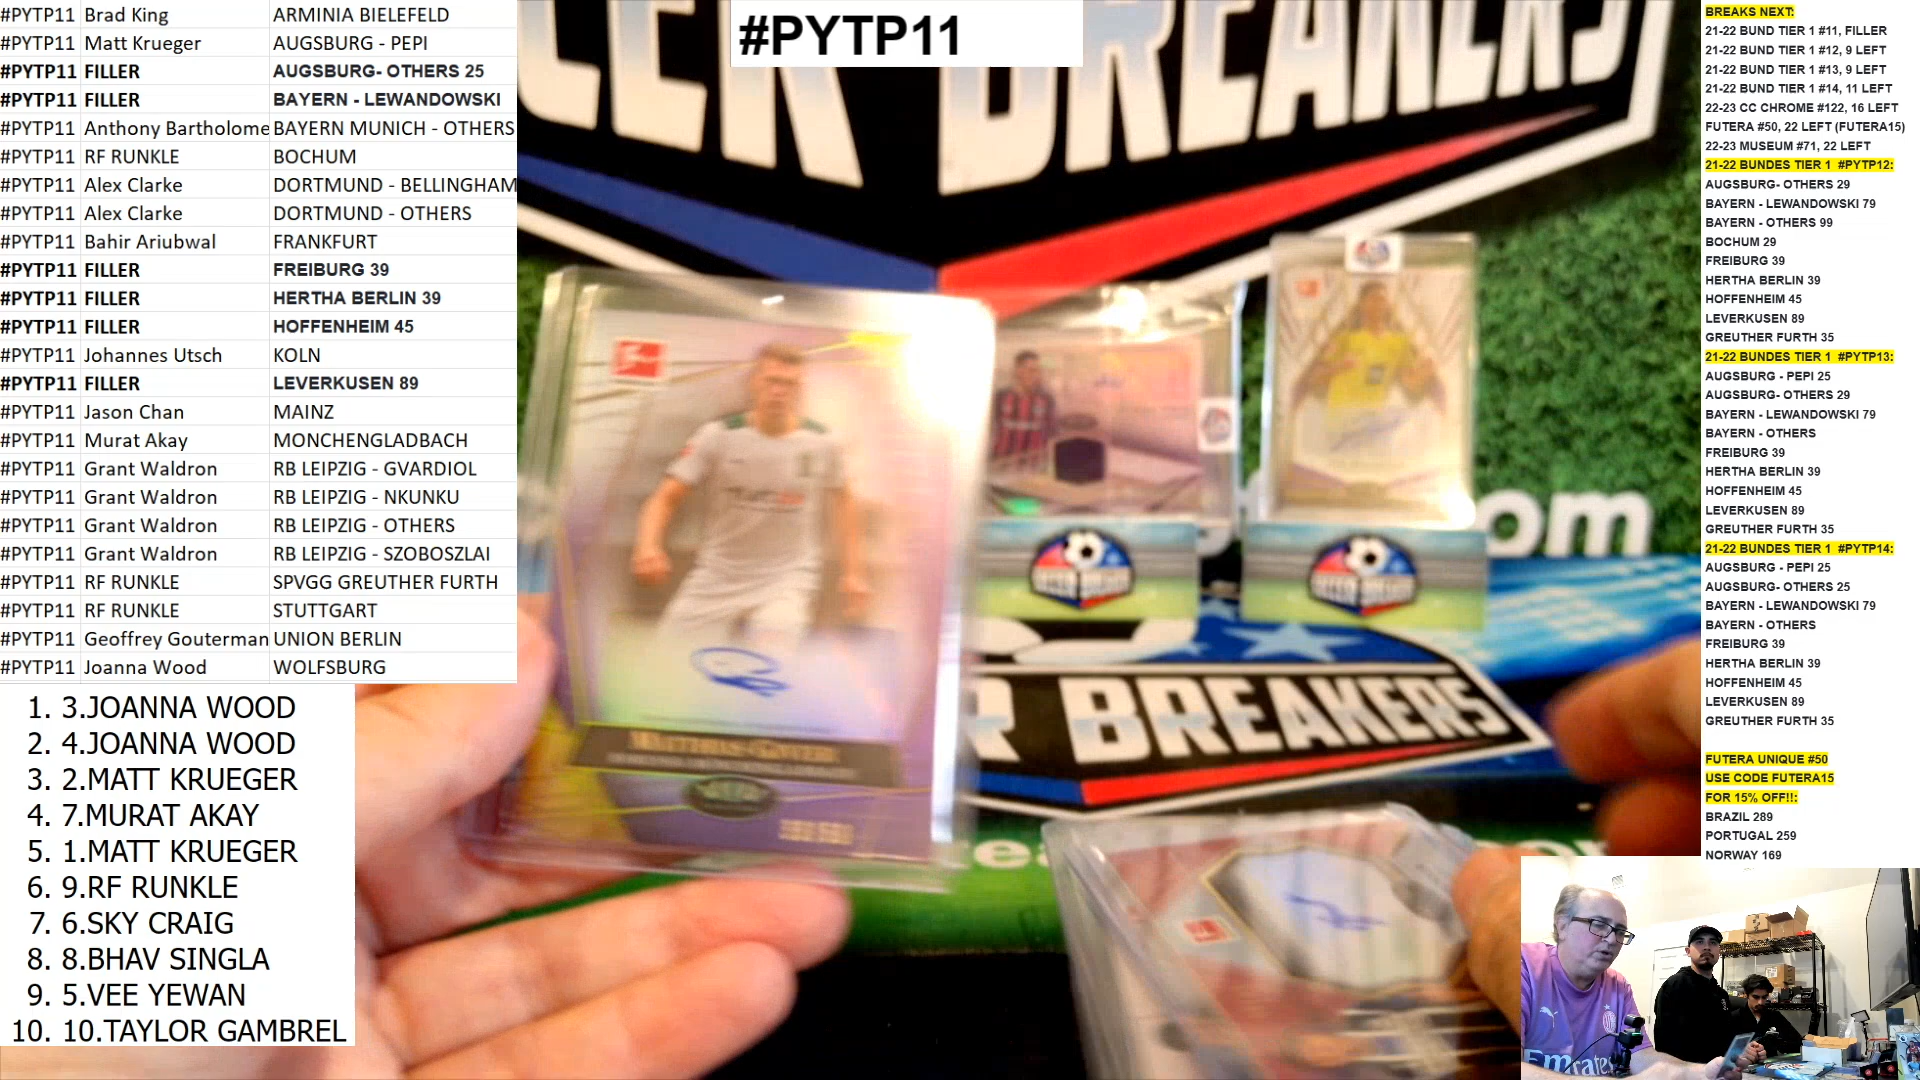 #PYTP11 Brad King ARMINIA BIELEFELD
#PYTP11 Matt Krueger AUGSBURG - PEPI
#PYTP11 FILLER AUGSBURG- OTHERS 25
#PYTP11 FILLER BAYERN - LEWANDOWSKI
#PYTP11 Anthony Bartholome BAYERN MUNICH - OTHERS
#PYTP11 RF RUNKLE BOCHUM
#PYTP11 Alex Clarke DORTMUND - BELLINGHAM
#PYTP11 Alex Clarke DORTMUND - OTHERS
#PYTP11 Bahir Ariubwal FRANKFURT
#PYTP11 FILLER FREIBURG 39
#PYTP11 FILLER HERTHA BERLIN 39
#PYTP11 FILLER HOFFENHEIM 45
#PYTP11 Johannes Utsch KOLN
#PYTP11 FILLER LEVERKUSEN 89
#PYTP11 Jason Chan MAINZ
#PYTP11 Murat Akay MONCHENGLADBACH
#PYTP11 Grant Waldron RB LEIPZIG - GVARDIOL
#PYTP11 Grant Waldron RB LEIPZIG - NKUNKU
#PYTP11 Grant Waldron RB LEIPZIG - OTHERS
#PYTP11 Grant Waldron RB LEIPZIG - SZOBOSZLAI
#PYTP11 RF RUNKLE SPVGG GREUTHER FURTH
#PYTP11 RF RUNKLE STUTTGART
#PYTP11 Geoffrey Gouterman UNION BERLIN
#PYTP11 Joanna Wood WOLFSBURG
1. 3.JOANNA WOOD
2. 4.JOANNA WOOD
3. 2.MATT KRUEGER
4. 7.MURAT AKAY
5. 1.MATT KRUEGER
6. 9.RF RUNKLE
7. 6.SKY CRAIG
8. 8.BHAV SINGLA
9. 5.VEE YEWAN
10. 10.TAYLOR GAMBREL
#PYTP11
CER BREAKERS
om
R BREAKERS
BREAKS NEXT:
21-22 BUND TIER 1 #11, FILLER
21-22 BUND TIER 1 #12, 9 LEFT
21-22 BUND TIER 1 #13, 9 LEFT
21-22 BUND TIER 1 #14, 11 LEFT
22-23 CC CHROME #122, 16 LEFT
FUTERA #50, 22 LEFT (FUTERA15)
22-23 MUSEUM #71, 22 LEFT
21-22 BUNDES TIER 1 #PYTP12:
AUGSBURG- OTHERS 29
BAYERN - LEWANDOWSKI 79
BAYERN - OTHERS 99
BOCHUM 29
FREIBURG 39
HERTHA BERLIN 39
HOFFENHEIM 45
LEVERKUSEN 89
GREUTHER FURTH 35
21-22 BUNDES TIER 1 #PYTP13:
AUGSBURG - PEPI 25
AUGSBURG- OTHERS 29
BAYERN - LEWANDOWSKI 79
BAYERN - OTHERS
FREIBURG 39
HERTHA BERLIN 39
HOFFENHEIM 45
LEVERKUSEN 89
GREUTHER FURTH 35
21-22 BUNDES TIER 1 #PYTP14:
AUGSBURG - PEPI 25
AUGSBURG- OTHERS 25
BAYERN - LEWANDOWSKI 79
BAYERN - OTHERS
FREIBURG 39
HERTHA BERLIN 39
HOFFENHEIM 45
LEVERKUSEN 89
GREUTHER FURTH 35
FUTERA UNIQUE #50
USE CODE FUTERA15
FOR 15% OFF!!:
BRAZIL 289
PORTUGAL 259
NORWAY 169
Emirates